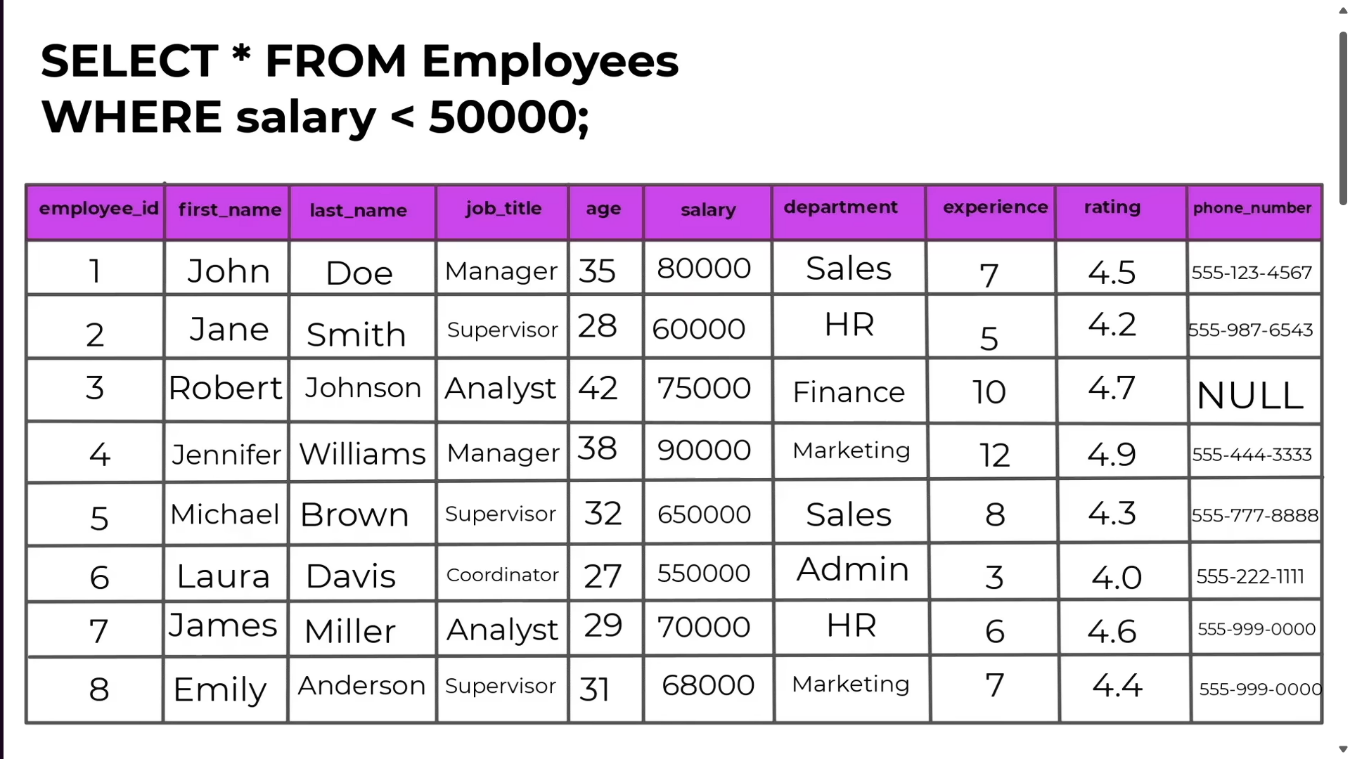 SELECT * FROM Employees
WHERE salary < 50000;
employee_id first_name last_name job_title age salary department experience rating phone_number
1 John Doe Manager 35 80000 Sales 7 4.5 555-123-4567
2 Jane Smith Supervisor 28 60000 HR 5 4.2 555-987-6543
3 Robert Johnson Analyst 42 75000 Finance 10 4.7 NULL
4 Jennifer Williams Manager 38 90000 Marketing 12 4.9 555-444-3333
5 Michael Brown Supervisor 32 650000 Sales 8 4.3 555-777-8888
6 Laura Davis Coordinator 27 550000 Admin 3 4.0 555-222-1111
7 James Miller Analyst 29 70000 HR 6 4.6 555-999-0000
8 Emily Anderson Supervisor 31 68000 Marketing 7 4.4 555-999-0000